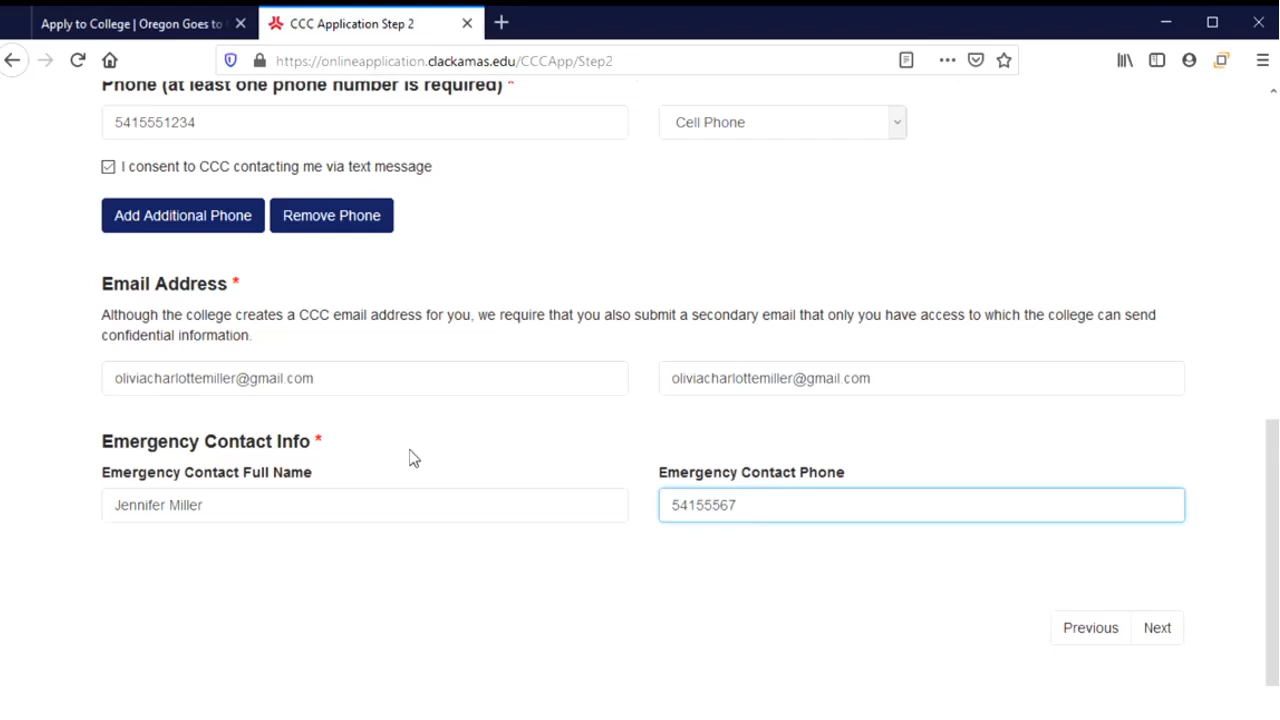 Apply to College | Oregon Goes to
CCC Application Step 2
https://onlineapplication.clackamas.edu/CCCApp/Step2
Phone (at least one phone number is required) *
5415551234
Cell Phone
I consent to CCC contacting me via text message
Add Additional Phone
Remove Phone
Email Address *
Although the college creates a CCC email address for you, we require that you also submit a secondary email that only you have access to which the college can send
confidential information.
oliviacharlottemiller@gmail.com
oliviacharlottemiller@gmail.com
Emergency Contact Info *
Emergency Contact Full Name
Emergency Contact Phone
Jennifer Miller
54155567
Previous
Next